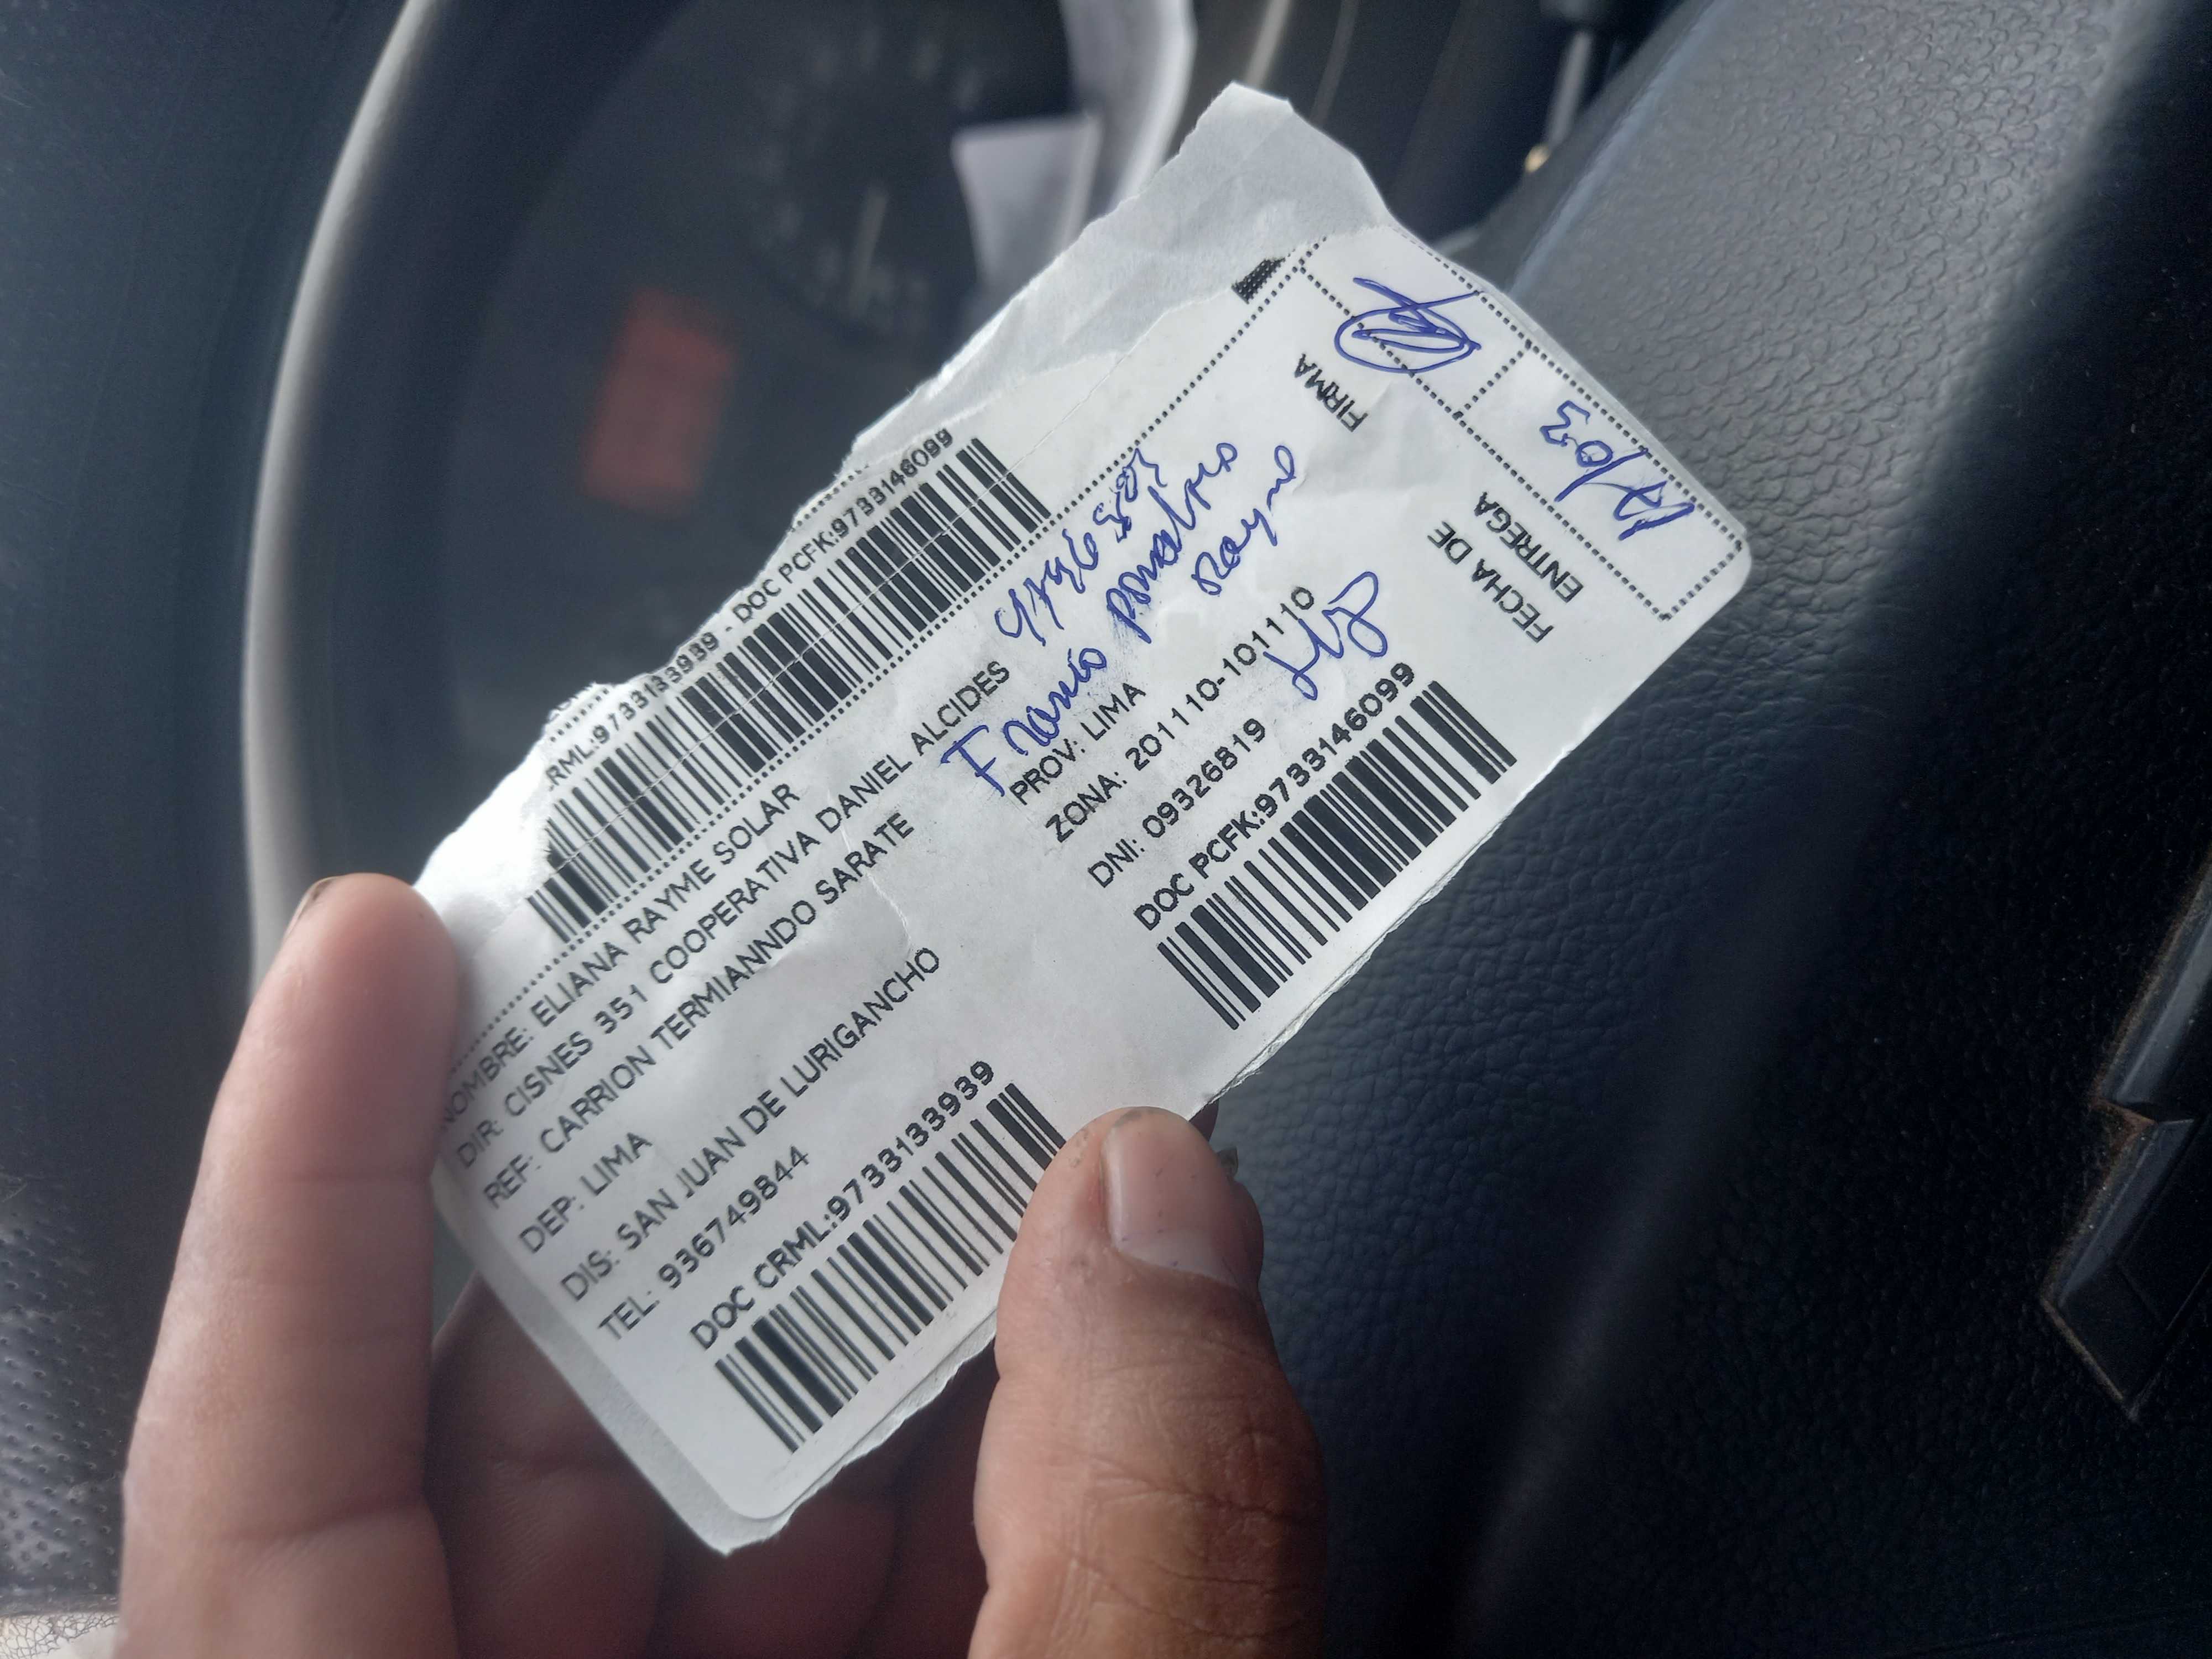 CRML:9733133939 - DOC PCFK:9733146099
NOMBRE: ELIANA RAYME SOLAR
DIR: CISNES 351 COOPERATIVA DANIEL ALCIDES
REF: CARRION TERMIANNDO SARATE
DEP: LIMA
PROV: LIMA
DIS: SAN JUAN DE LURIGANCHO
ZONA: 201110-101110
TEL: 936749844
DNI: 09326819
DOC CRML:9733133939
DOC PCFK:9733146099
Rayme
FIRMA
FECHA DE
ENTREGA